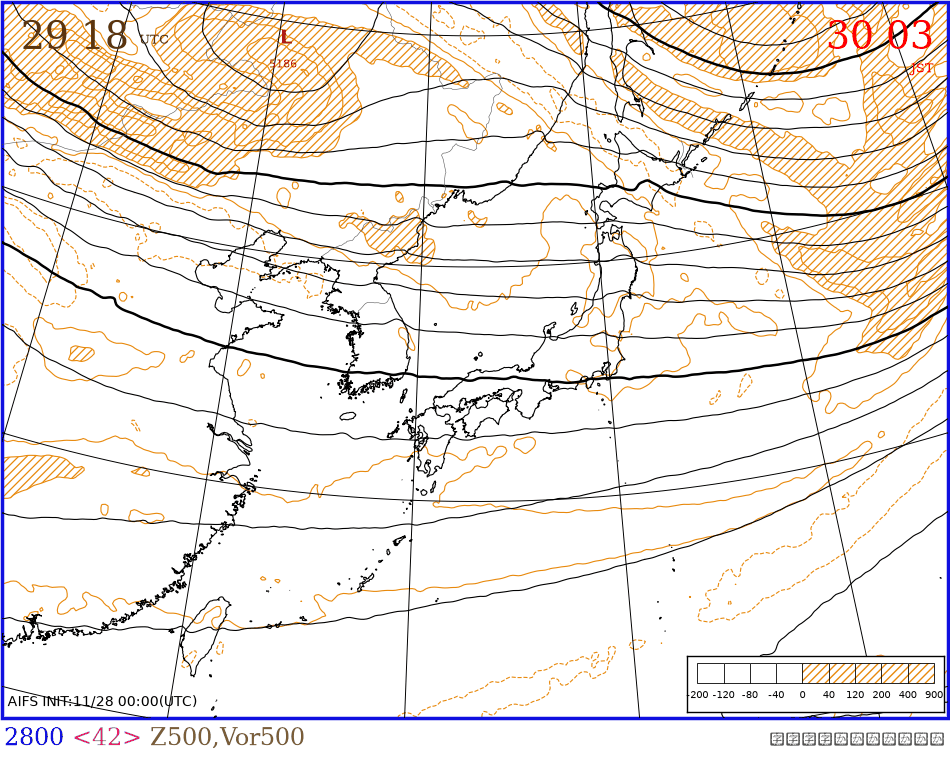 29 18 UTC
30 03
JST
L
5186
-200 -120 -80 -40 0 40 120 200 400 900
AIFS INIT:11/28 00:00(UTC)
2800 <42> Z500,Vor500